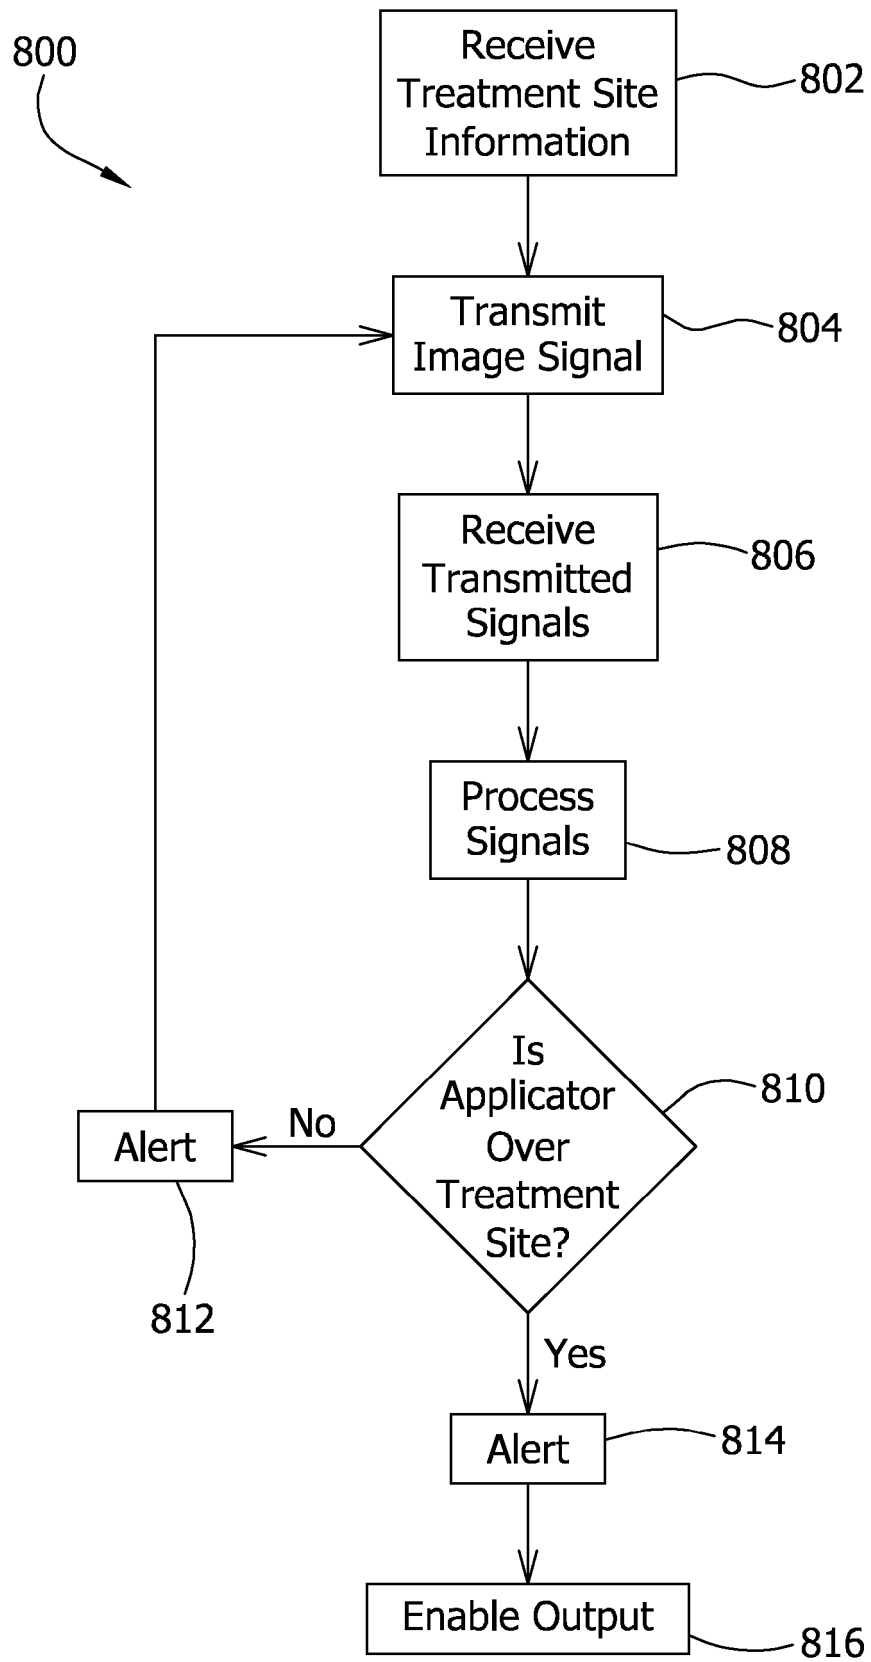 800
Receive
Treatment Site
Information
802
Transmit
Image Signal
804
Receive
Transmitted
Signals
806
Process
Signals
808
Is
Applicator
Over
Treatment
Site?
810
No
Alert
812
Yes
Alert
814
Enable Output
816